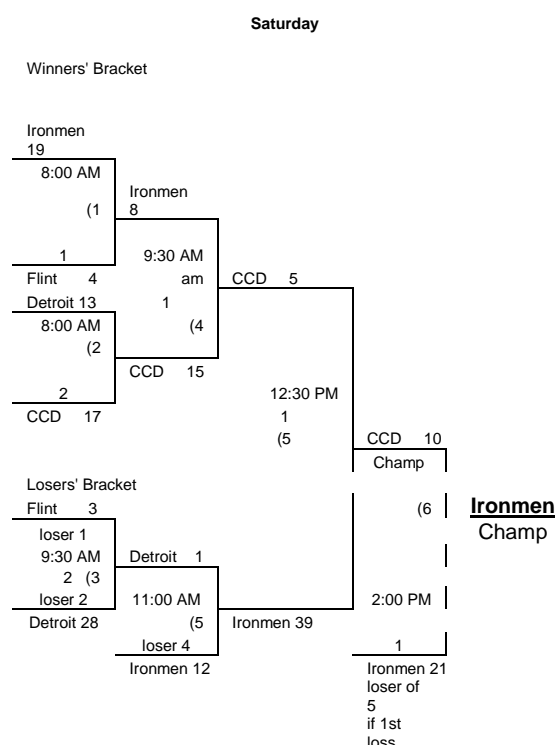 Saturday
Winners' Bracket
Ironmen
19
8:00 AM
(1
1
Flint 4
Ironmen
8
9:30 AM
am
1
(4
Detroit 13
8:00 AM
(2
2
CCD 17
CCD 15
CCD 5
12:30 PM
1
(5
CCD 10
Champ
Losers' Bracket
Flint 3
loser 1
9:30 AM
2 (3
loser 2
Detroit 28
Detroit 1
11:00 AM
(5
loser 4
Ironmen 12
Ironmen 39
(6
2:00 PM
1
Ironmen 21
loser of
5
if 1st
loss
Ironmen
Champ